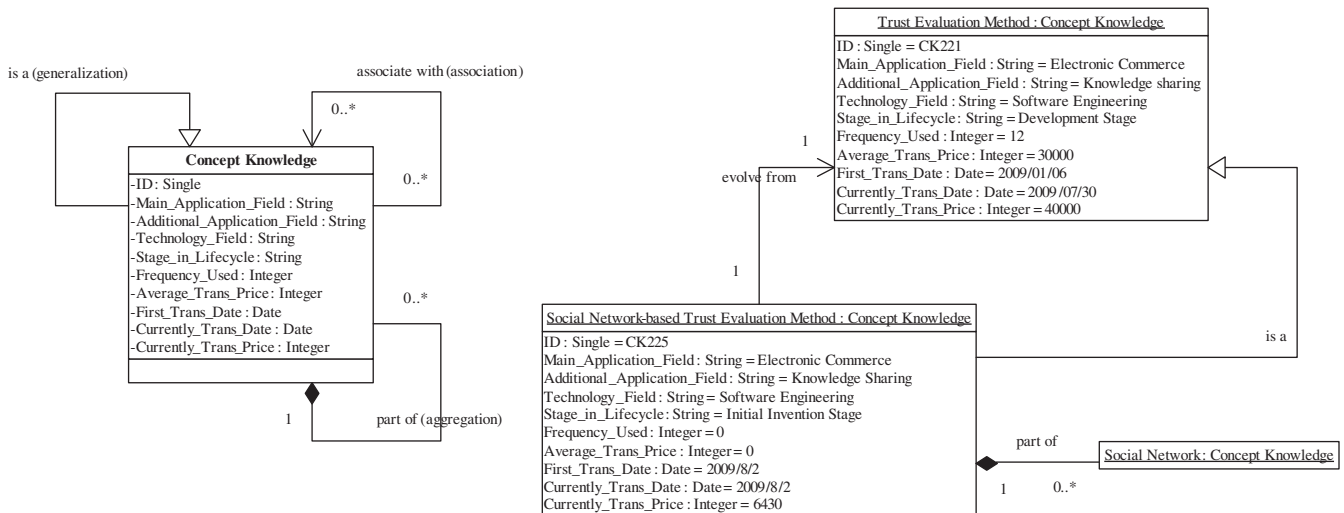 is a (generalization)
associate with (association)
0..*
Concept Knowledge
-ID : Single
-Main_Application_Field : String
-Additional_Application_Field : String
-Technology_Field : String
-Stage_in_Lifecycle : String
-Frequency_Used : Integer
-Average_Trans_Price : Integer
-First_Trans_Date : Date
-Currently_Trans_Date : Date
-Currently_Trans_Price : Integer
0..*
0..*
1
part of (aggregation)
Trust Evaluation Method : Concept Knowledge
ID : Single = CK221
Main_Application_Field : String = Electronic Commerce
Additional_Application_Field : String = Knowledge sharing
Technology_Field : String = Software Engineering
Stage_in_Lifecycle : String = Development Stage
Frequency_Used : Integer = 12
Average_Trans_Price : Integer = 30000
First_Trans_Date : Date = 2009/01/06
Currently_Trans_Date : Date = 2009/07/30
Currently_Trans_Price : Integer = 40000
1
evolve from
1
is a
Social Network-based Trust Evaluation Method : Concept Knowledge
ID : Single = CK225
Main_Application_Field : String = Electronic Commerce
Additional_Application_Field : String = Knowledge Sharing
Technology_Field : String = Software Engineering
Stage_in_Lifecycle : String = Initial Invention Stage
Frequency_Used : Integer = 0
Average_Trans_Price : Integer = 0
First_Trans_Date : Date = 2009/8/2
Currently_Trans_Date : Date = 2009/8/2
Currently_Trans_Price : Integer = 6430
part of
1
0..*
Social Network : Concept Knowledge